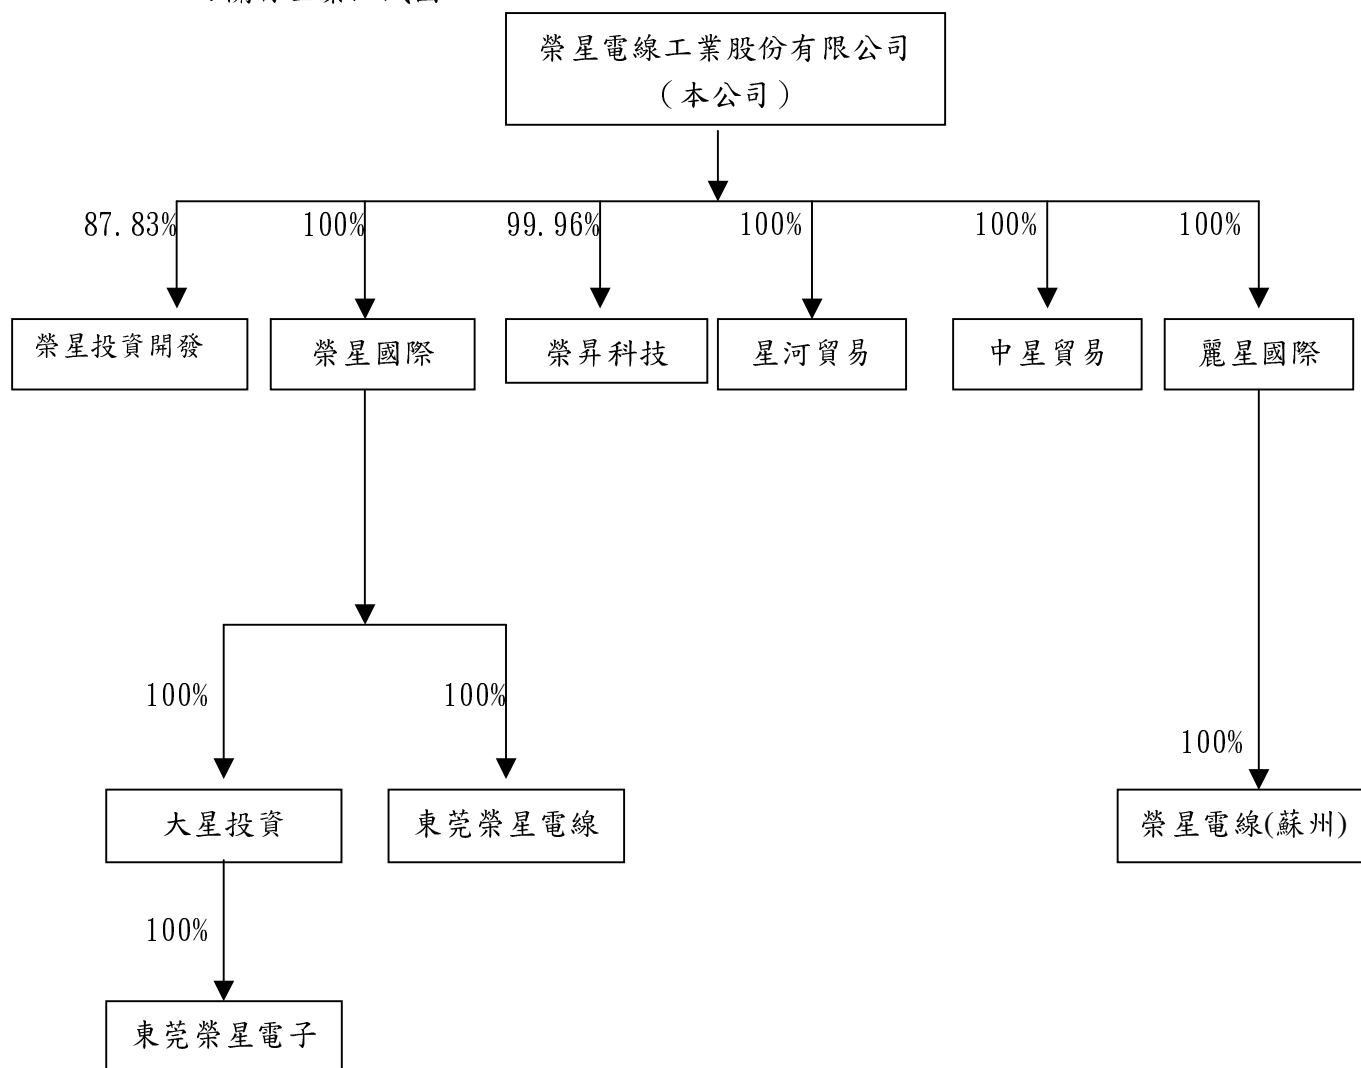 榮星電線工業股份有限公司
（本公司）
87.83%
100%
99.96%
100%
100%
100%
榮星投資開發
榮星國際
榮昇科技
星河貿易
中星貿易
麗星國際
100%
100%
100%
大星投資
東莞榮星電線
榮星電線(蘇州)
100%
東莞榮星電子